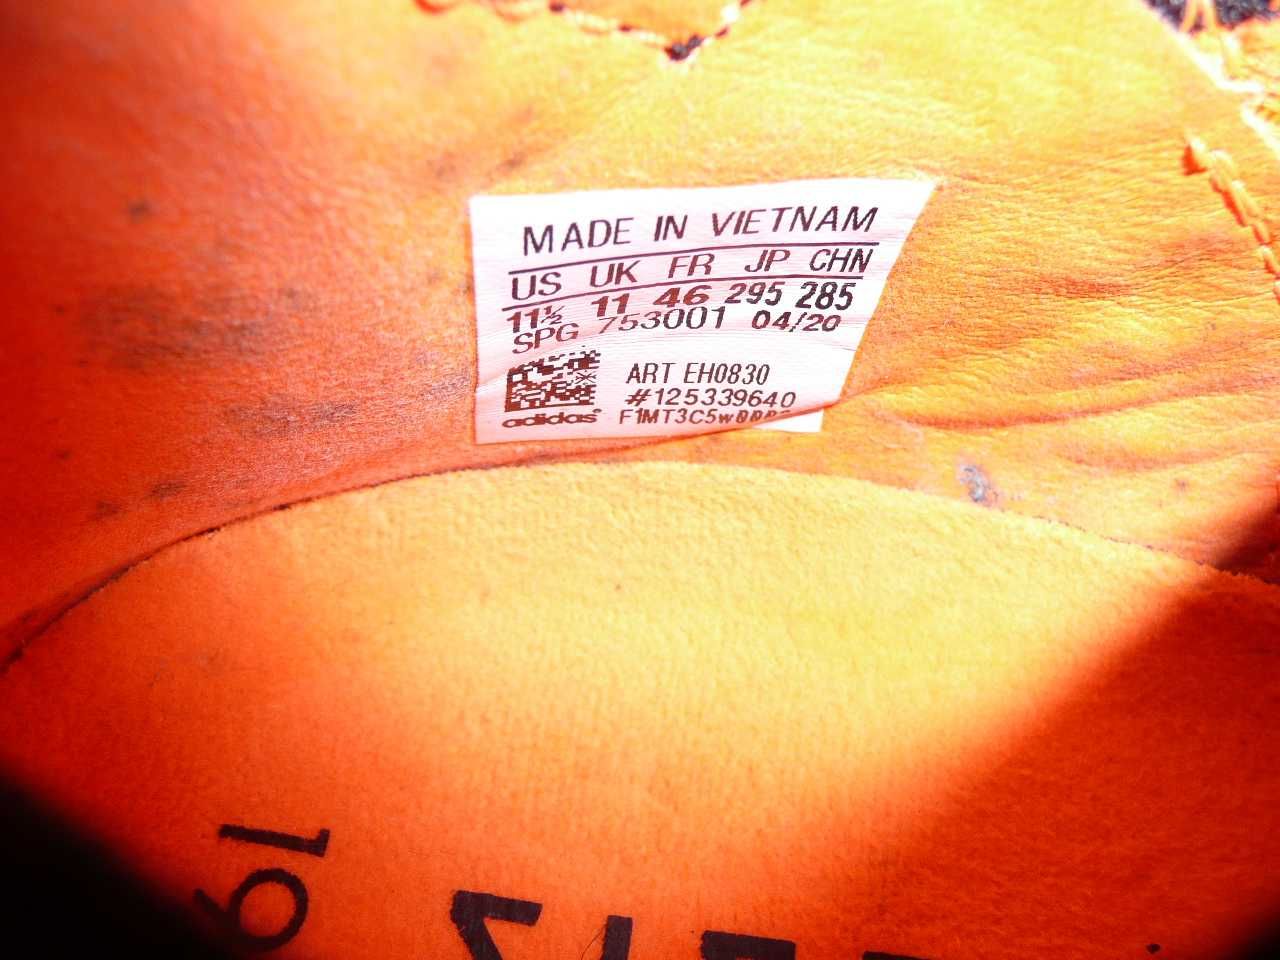 MADE IN VIETNAM
US UK FR JP CHN
11½ 11 46 295 285
SPG 753001 04/20
ART EH0830
#125339640
adidas
19